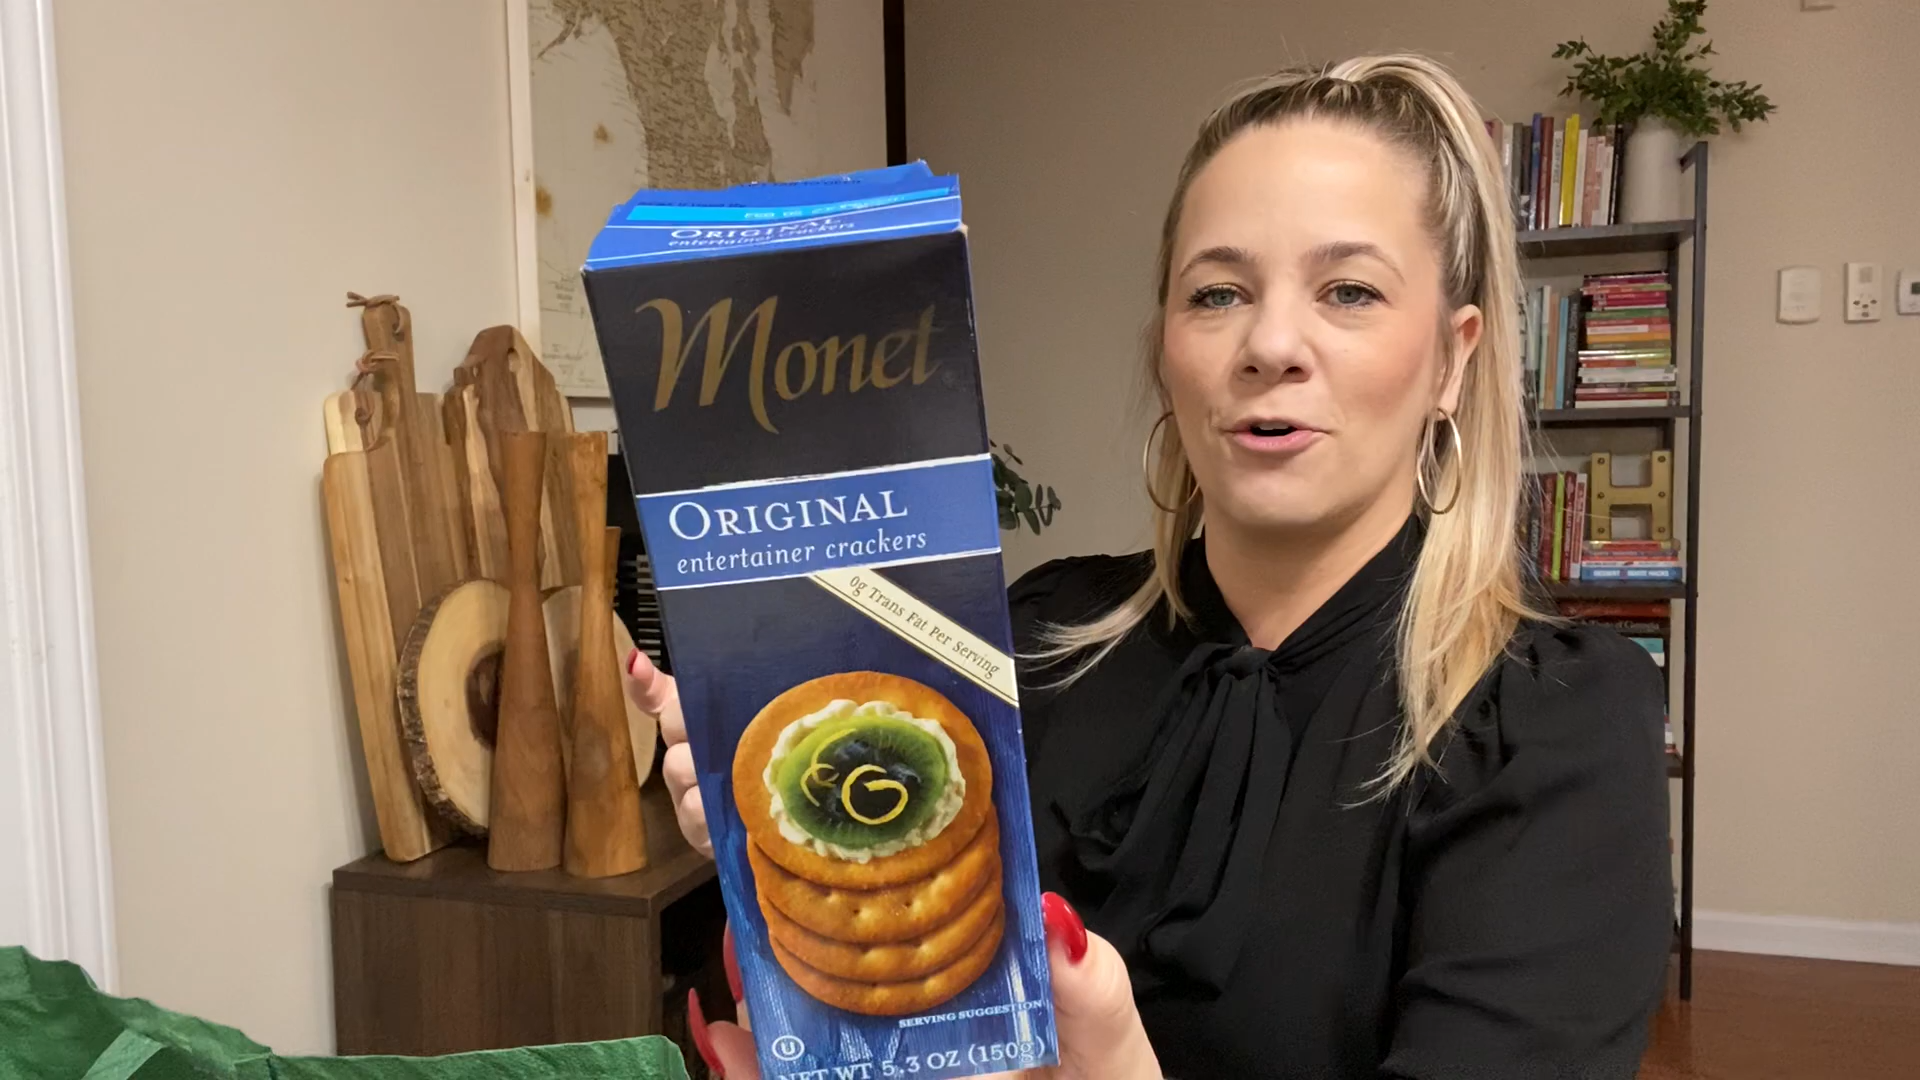 ORIGINAL
entertainer crackers
Monet
ORIGINAL
entertainer crackers
0g Trans Fat Per Serving
SERVING SUGGESTION
U
NET WT 5.3 OZ (150g)
H